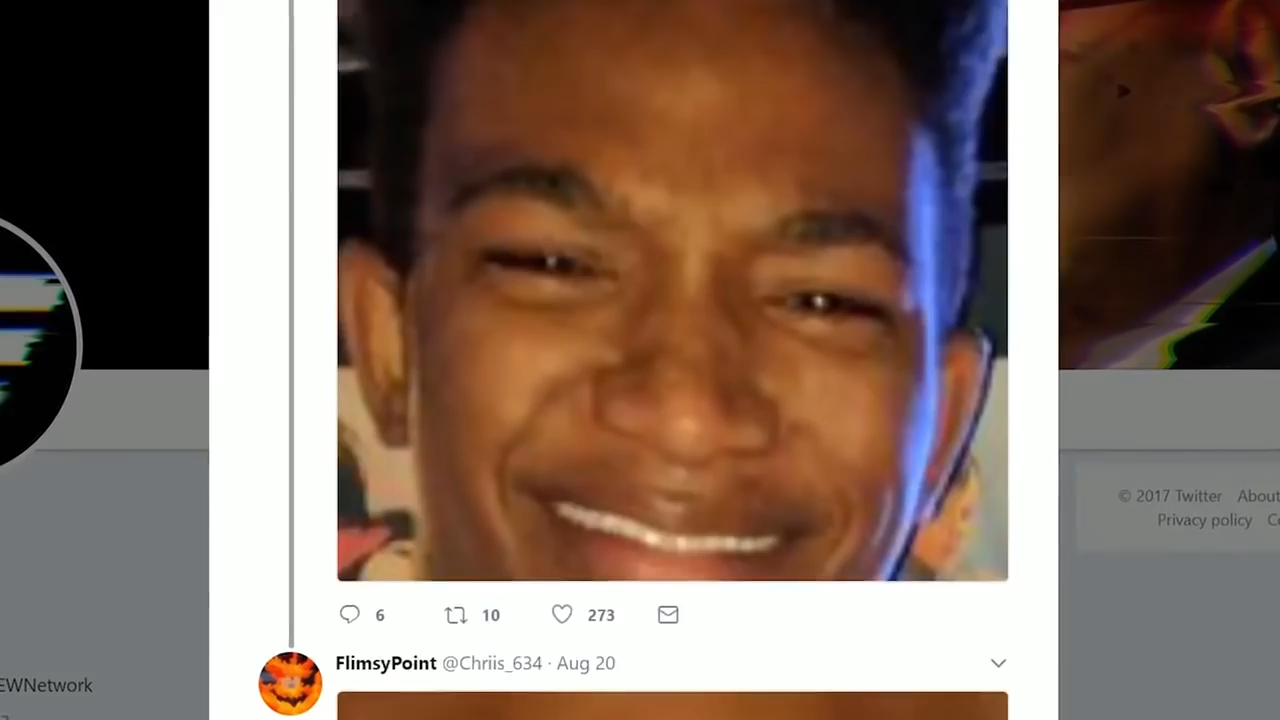 © 2017 Twitter About
Privacy policy
6 10 273
FlimsyPoint @Chriis_634 · Aug 20
EWNetwork